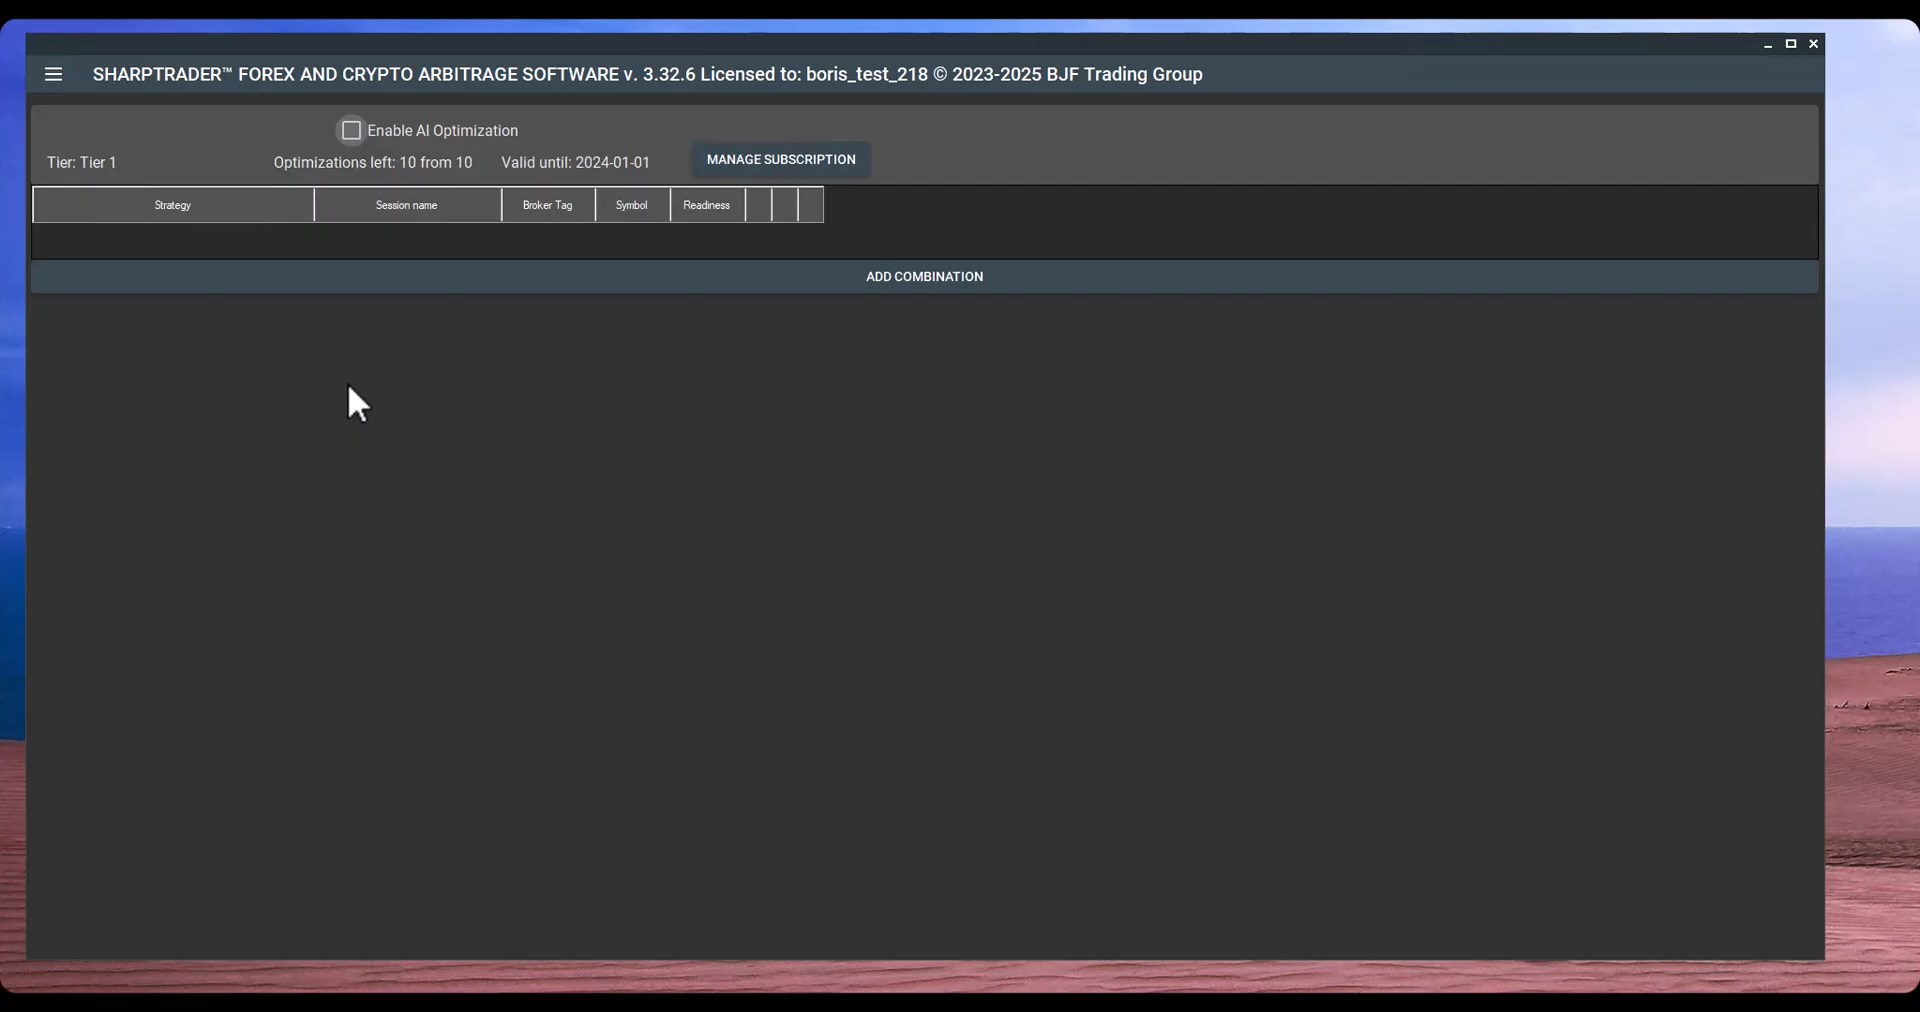 SHARPTRADER™ FOREX AND CRYPTO ARBITRAGE SOFTWARE v. 3.32.6 Licensed to: boris_test_218 © 2023-2025 BJF Trading Group
Enable AI Optimization
Tier: Tier 1 Optimizations left: 10 from 10 Valid until: 2024-01-01 MANAGE SUBSCRIPTION
Strategy Session name Broker Tag Symbol Readiness
ADD COMBINATION